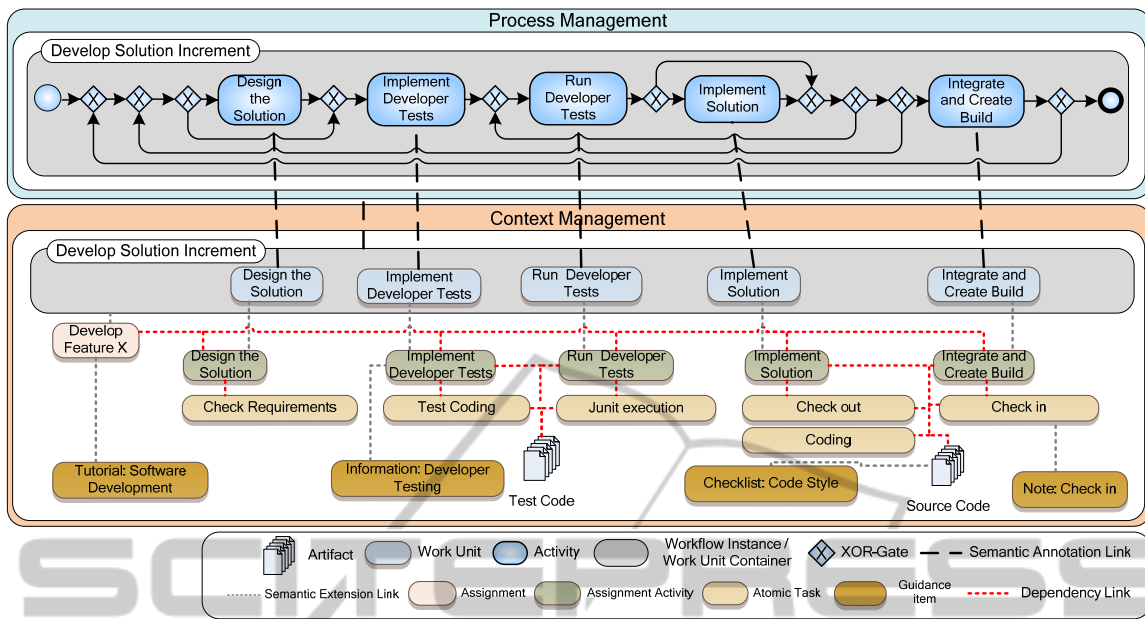 Process Management
Develop Solution Increment
Design
the
Solution
Implement
Developer
Tests
Run
Developer
Tests
Implement
Solution
Integrate
and Create
Build
Context Management
Develop Solution Increment
Design the
Solution
Implement
Developer Tests
Run Developer
Tests
Implement
Solution
Integrate and
Create Build
Develop
Feature X
Design the
Solution
Implement
Developer Tests
Run Developer
Tests
Implement
Solution
Integrate and
Create Build
Check Requirements
Test Coding
Junit execution
Check out
Check in
Coding
Tutorial: Software
Development
Information: Developer
Testing
Test Code
Checklist: Code Style
Source Code
Note: Check in
Artifact
Work Unit
Activity
Workflow Instance /
Work Unit Container
XOR-Gate
Semantic Annotation Link
Semantic Extension Link
Assignment
Assignment Activity
Atomic Task
Guidance
item
Dependency Link
SCITEPRESS